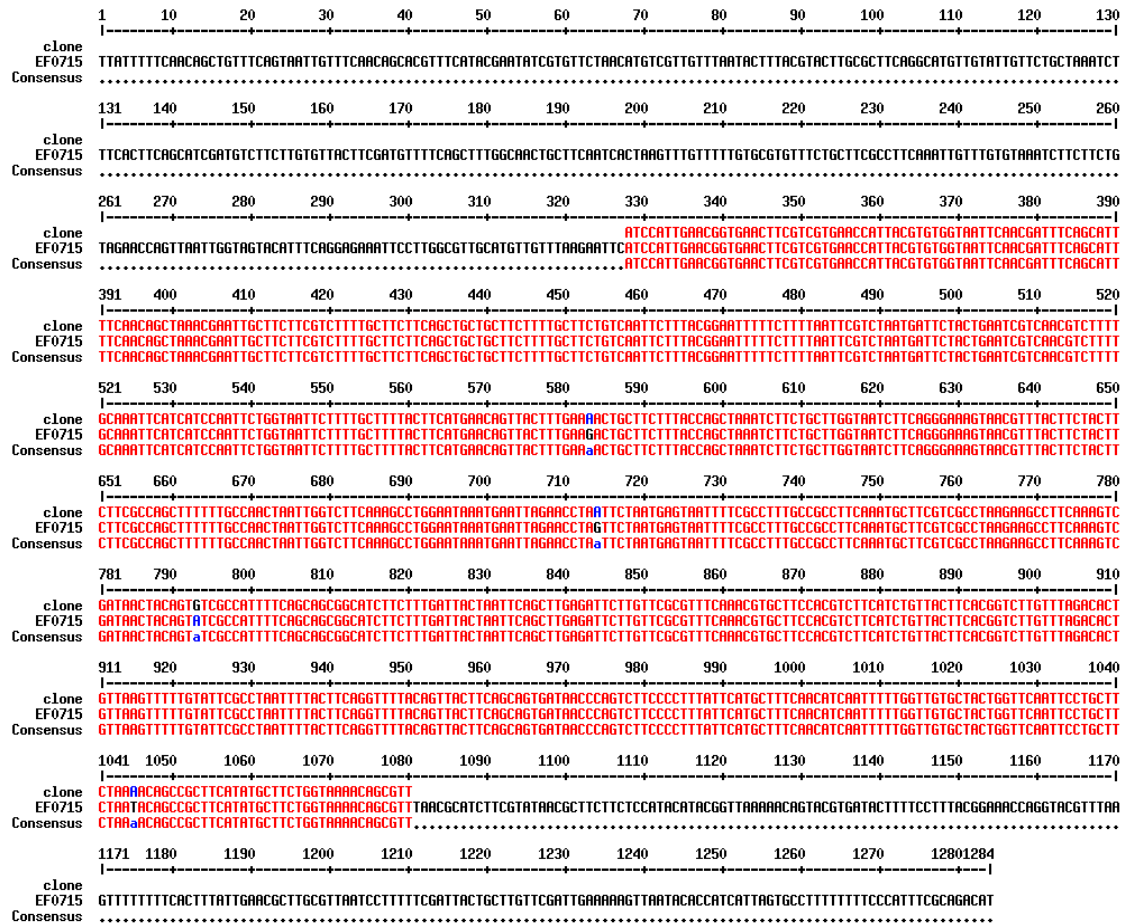 1 10 20 30 40 50 60 70 80 90 100 110 120 130
|--------+---------+---------+---------+---------+---------+---------+---------+---------+---------+---------+---------+---------|
clone
EF0715 TTATTTTTCAACAGCTGTTTCAGTAATTGTTTCAACAGCACGTTTCATACGAATATCGTGTTCTAACATGTCGTTGTTTAATACTTTACGTACTTGCGCTTCAGGCATGTTGTATTGTTCTGCTAAATCT
Consensus ..................................................................................................................................
131 140 150 160 170 180 190 200 210 220 230 240 250 260
|--------+---------+---------+---------+---------+---------+---------+---------+---------+---------+---------+---------+---------|
clone
EF0715 TTCACTTCAGCATCGATGTCTTCTTGTGTTACTTCGATGTTTTCAGCTTTGGCAACTGCTTCAATCACTAAGTTTGTTTTTGTGCGTGTTTCTGCTTCGCCTTCAAATTGTTTGTGTAAATCTTCTTCTG
Consensus ..................................................................................................................................
261 270 280 290 300 310 320 330 340 350 360 370 380 390
|--------+---------+---------+---------+---------+---------+---------+---------+---------+---------+---------+---------+---------|
clone ATCCATTGAACGGTGAACTTCGTCGTGAACCATTACGTGTGGTAATTCAACGATTTCAGCATT
EF0715 TAGAACCAGTTAATTGGTAGTACATTTCAGGAGAAATTCCTTGGCGTTGCATGTTGTTTAAGAATTCATCCATTGAACGGTGAACTTCGTCGTGAACCATTACGTGTGGTAATTCAACGATTTCAGCATT
Consensus ...................................................................ATCCATTGAACGGTGAACTTCGTCGTGAACCATTACGTGTGGTAATTCAACGATTTCAGCATT
391 400 410 420 430 440 450 460 470 480 490 500 510 520
|--------+---------+---------+---------+---------+---------+---------+---------+---------+---------+---------+---------+---------|
clone TTCAACAGCTAAACGAATTGCTTCTTCGTCTTTTGCTTCTTCAGCTGCTGCTTCTTTTGCTTCTGTCAATTCTTTACGGAATTTTTCTTTTAATTCGTCTAATGATTCTACTGAATCGTCAACGTCTTTT
EF0715 TTCAACAGCTAAACGAATTGCTTCTTCGTCTTTTGCTTCTTCAGCTGCTGCTTCTTTTGCTTCTGTCAATTCTTTACGGAATTTTTCTTTTAATTCGTCTAATGATTCTACTGAATCGTCAACGTCTTTT
Consensus TTCAACAGCTAAACGAATTGCTTCTTCGTCTTTTGCTTCTTCAGCTGCTGCTTCTTTTGCTTCTGTCAATTCTTTACGGAATTTTTCTTTTAATTCGTCTAATGATTCTACTGAATCGTCAACGTCTTTT
521 530 540 550 560 570 580 590 600 610 620 630 640 650
|--------+---------+---------+---------+---------+---------+---------+---------+---------+---------+---------+---------+---------|
clone GCAAATTCATCATCCAATTCTGGTAATTCTTTTGCTTTTACTTCATGAACAGTTACTTTGAAAACTGCTTCTTTACCAGCTAAATCTTCTGCTTGGTAATCTTCAGGGAAAGTAACGTTTACTTCTACTT
EF0715 GCAAATTCATCATCCAATTCTGGTAATTCTTTTGCTTTTACTTCATGAACAGTTACTTTGAAGACTGCTTCTTTACCAGCTAAATCTTCTGCTTGGTAATCTTCAGGGAAAGTAACGTTTACTTCTACTT
Consensus GCAAATTCATCATCCAATTCTGGTAATTCTTTTGCTTTTACTTCATGAACAGTTACTTTGAAaACTGCTTCTTTACCAGCTAAATCTTCTGCTTGGTAATCTTCAGGGAAAGTAACGTTTACTTCTACTT
651 660 670 680 690 700 710 720 730 740 750 760 770 780
|--------+---------+---------+---------+---------+---------+---------+---------+---------+---------+---------+---------+---------|
clone CTTCGCCAGCTTTTTTGCCAACTAATTGGTCTTCAAAGCCTGGAATAAATGAATTAGAACCTAATTCTAATGAGTAATTTTCGCCTTTGCCGCCTTCAAATGCTTCGTCGCCTAAGAAGCCTTCAAAGTC
EF0715 CTTCGCCAGCTTTTTTGCCAACTAATTGGTCTTCAAAGCCTGGAATAAATGAATTAGAACCTAGTTCTAATGAGTAATTTTCGCCTTTGCCGCCTTCAAATGCTTCGTCGCCTAAGAAGCCTTCAAAGTC
Consensus CTTCGCCAGCTTTTTTGCCAACTAATTGGTCTTCAAAGCCTGGAATAAATGAATTAGAACCTAaTTCTAATGAGTAATTTTCGCCTTTGCCGCCTTCAAATGCTTCGTCGCCTAAGAAGCCTTCAAAGTC
781 790 800 810 820 830 840 850 860 870 880 890 900 910
|--------+---------+---------+---------+---------+---------+---------+---------+---------+---------+---------+---------+---------|
clone GATAACTACAGTGTCGCCATTTTCAGCAGCGGCATCTTCTTTGATTACTAATTCAGCTTGAGATTCTTGTTCGCGTTTCAAACGTGCTTCCACGTCTTCATCTGTTACTTCACGGTCTTGTTTAGACACT
EF0715 GATAACTACAGTATCGCCATTTTCAGCAGCGGCATCTTCTTTGATTACTAATTCAGCTTGAGATTCTTGTTCGCGTTTCAAACGTGCTTCCACGTCTTCATCTGTTACTTCACGGTCTTGTTTAGACACT
Consensus GATAACTACAGTaTCGCCATTTTCAGCAGCGGCATCTTCTTTGATTACTAATTCAGCTTGAGATTCTTGTTCGCGTTTCAAACGTGCTTCCACGTCTTCATCTGTTACTTCACGGTCTTGTTTAGACACT
911 920 930 940 950 960 970 980 990 1000 1010 1020 1030 1040
|--------+---------+---------+---------+---------+---------+---------+---------+---------+---------+---------+---------+---------|
clone GTTAAGTTTTTGTATTCGCCTAATTTTACTTCAGGTTTTACAGTTACTTCAGCAGTGATAACCCAGTCTTCCCCTTTATTCATGCTTTCAACATCAATTTTTGGTTGTGCTACTGGTTCAATTCCTGCTT
EF0715 GTTAAGTTTTTGTATTCGCCTAATTTTACTTCAGGTTTTACAGTTACTTCAGCAGTGATAACCCAGTCTTCCCCTTTATTCATGCTTTCAACATCAATTTTTGGTTGTGCTACTGGTTCAATTCCTGCTT
Consensus GTTAAGTTTTTGTATTCGCCTAATTTTACTTCAGGTTTTACAGTTACTTCAGCAGTGATAACCCAGTCTTCCCCTTTATTCATGCTTTCAACATCAATTTTTGGTTGTGCTACTGGTTCAATTCCTGCTT
1041 1050 1060 1070 1080 1090 1100 1110 1120 1130 1140 1150 1160 1170
|--------+---------+---------+---------+---------+---------+---------+---------+---------+---------+---------+---------+---------|
clone CTAAAACAGCCGCTTCATATGCTTCTGGTAAAACAGCGTT
EF0715 CTAATACAGCCGCTTCATATGCTTCTGGTAAAACAGCGTTTAACGCATCTTCGTATAACGCTTCTTCTCCATACATACGGTTAAAAACAGTACGTGATACTTTTCCTTTACGGAAACCAGGTACGTTTAA
Consensus CTAAaACAGCCGCTTCATATGCTTCTGGTAAAACAGCGTT..........................................................................................
1171 1180 1190 1200 1210 1220 1230 1240 1250 1260 1270 12801284
|--------+---------+---------+---------+---------+---------+---------+---------+---------+---------+---------+---|
clone
EF0715 GTTTTTTTTCACTTTATTGAACGCTTGCGTTAATCCTTTTTCGATTACTGCTTGTTCGATTGAAAAAGTTAATACACCATCATTAGTGCCTTTTTTTTCCCATTTCGCAGACAT
Consensus ..................................................................................................................